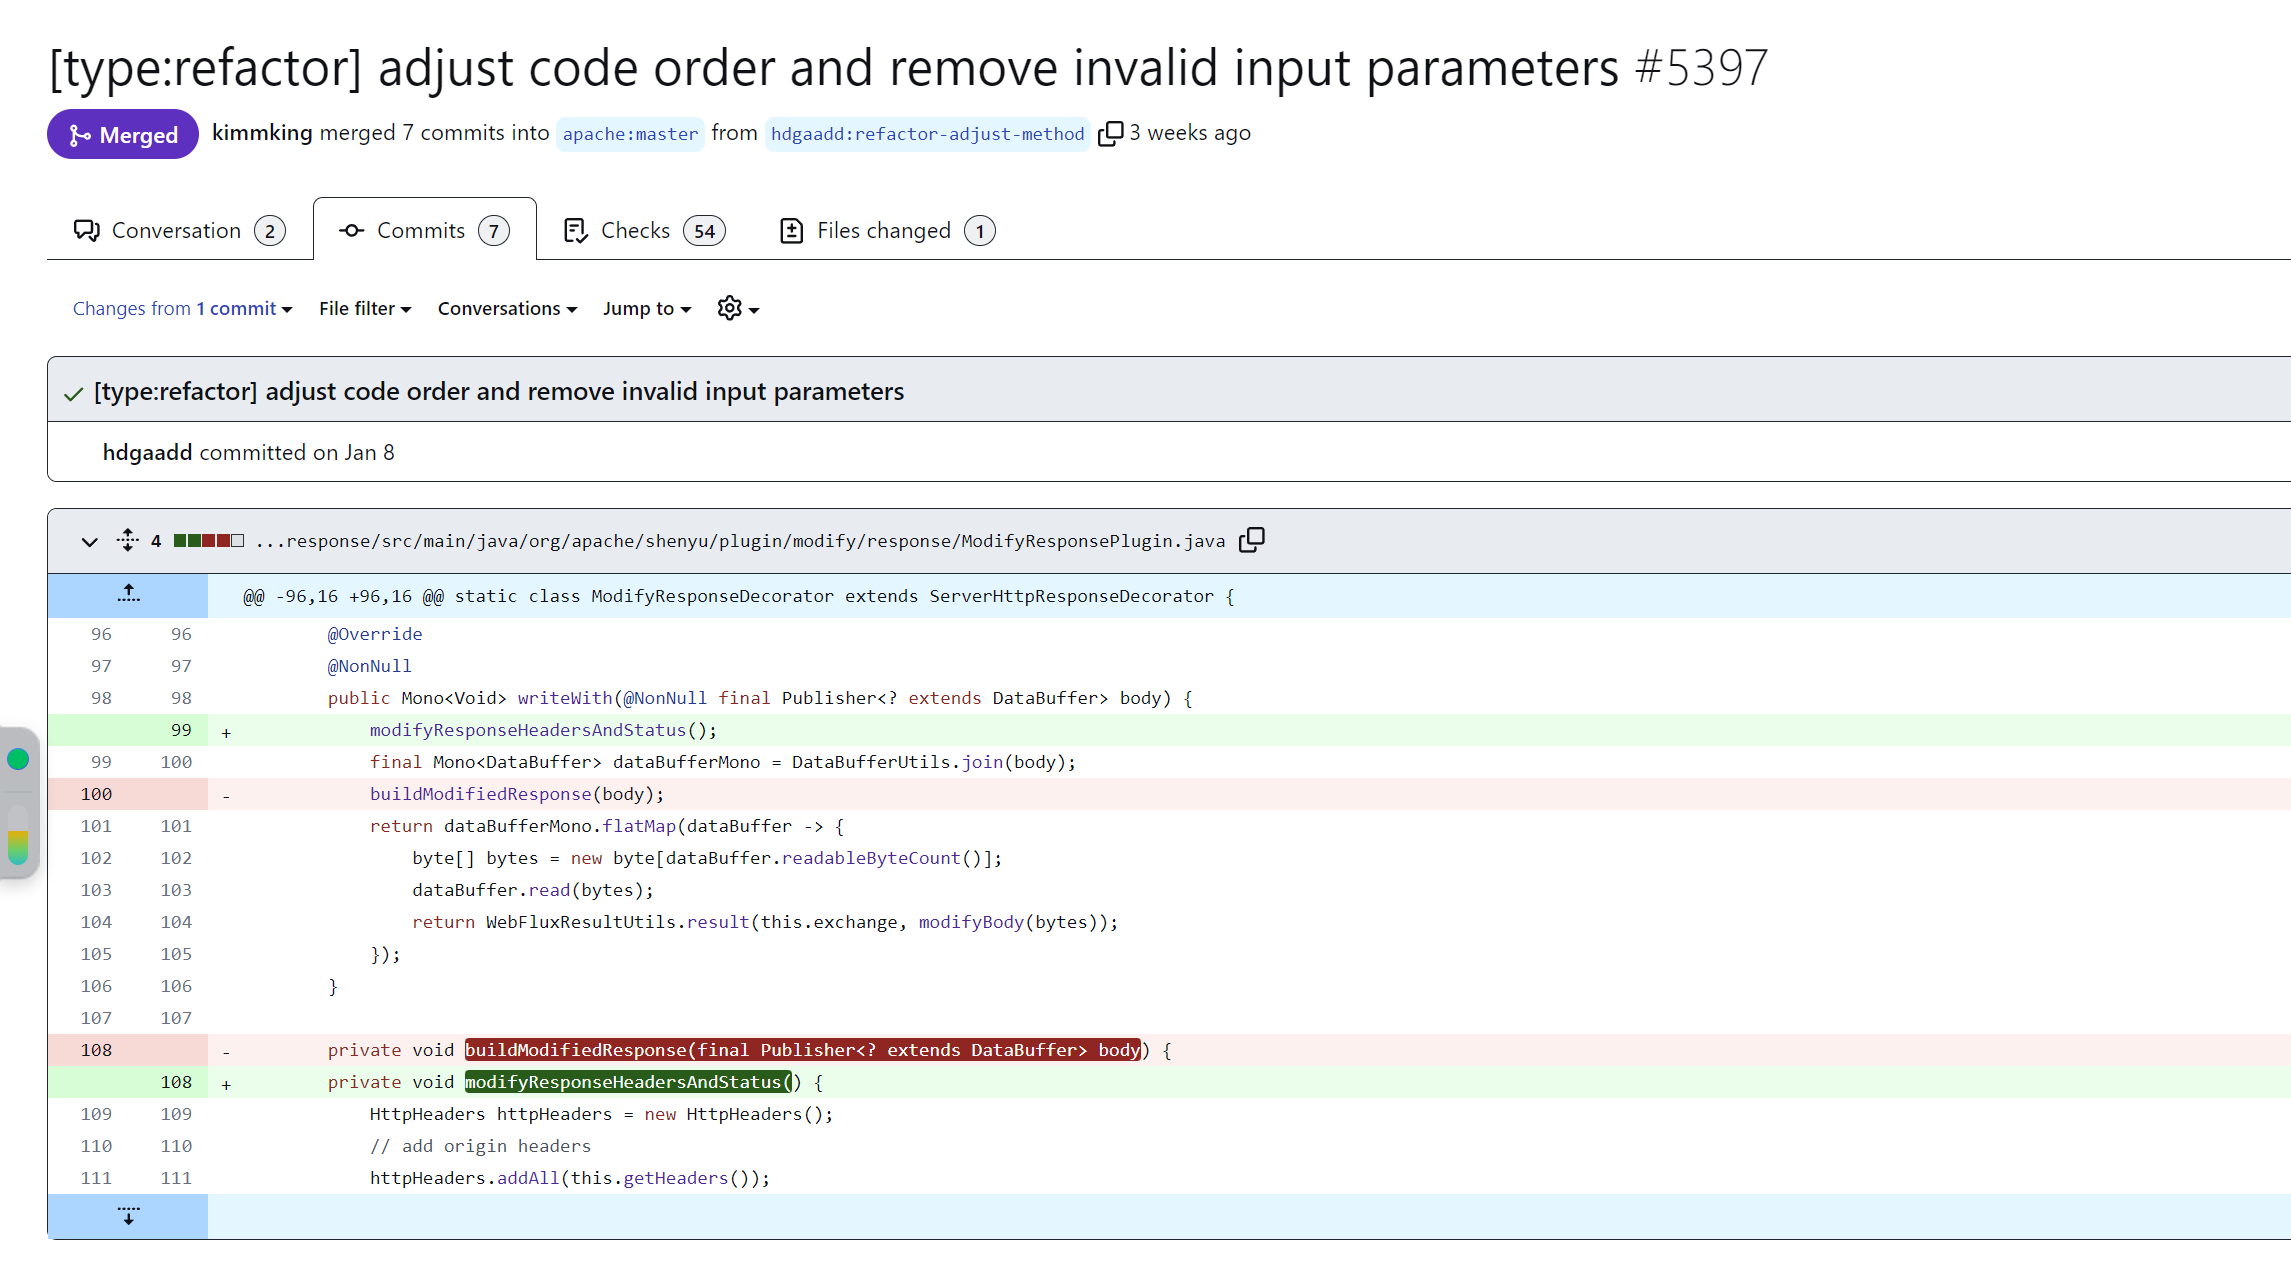 [type:refactor] adjust code order and remove invalid input parameters #5397
Merged kimmking merged 7 commits into apache:master from hdgaadd:refactor-adjust-method 3 weeks ago
Conversation 2 Commits 7 Checks 54 Files changed 1
Changes from 1 commit File filter Conversations Jump to
[type:refactor] adjust code order and remove invalid input parameters
hdgaadd committed on Jan 8
4 ...response/src/main/java/org/apache/shenyu/plugin/modify/response/ModifyResponsePlugin.java
@@ -96,16 +96,16 @@ static class ModifyResponseDecorator extends ServerHttpResponseDecorator {
96 96 @Override
97 97 @NonNull
98 98 public Mono<Void> writeWith(@NonNull final Publisher<? extends DataBuffer> body) {
99 + modifyResponseHeadersAndStatus();
99 100 final Mono<DataBuffer> dataBufferMono = DataBufferUtils.join(body);
100 - buildModifiedResponse(body);
101 101 return dataBufferMono.flatMap(dataBuffer -> {
102 102 byte[] bytes = new byte[dataBuffer.readableByteCount()];
103 103 dataBuffer.read(bytes);
104 104 return WebFluxResultUtils.result(this.exchange, modifyBody(bytes));
105 105 });
106 106 }
107 107
108 - private void buildModifiedResponse(final Publisher<? extends DataBuffer> body) {
108 + private void modifyResponseHeadersAndStatus() {
109 109 HttpHeaders httpHeaders = new HttpHeaders();
110 110 // add origin headers
111 111 httpHeaders.addAll(this.getHeaders());